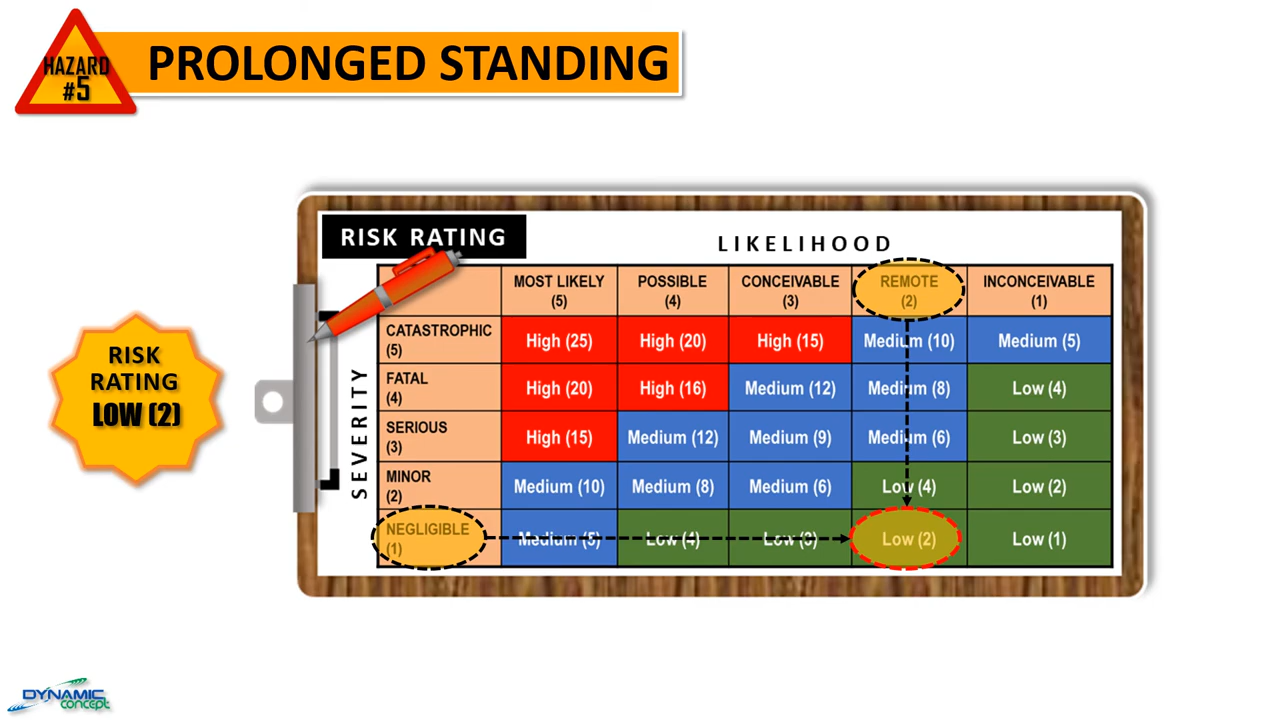 HAZARD
#5
PROLONGED STANDING
RISK RATING
LIKELIHOOD
MOST LIKELY
(5)
POSSIBLE
(4)
CONCEIVABLE
(3)
REMOTE
(2)
INCONCEIVABLE
(1)
SEVERITY
CATASTROPHIC
(5)
High (25)
High (20)
High (15)
Medium (10)
Medium (5)
FATAL
(4)
High (20)
High (16)
Medium (12)
Medium (8)
Low (4)
SERIOUS
(3)
High (15)
Medium (12)
Medium (9)
Medium (6)
Low (3)
MINOR
(2)
Medium (10)
Medium (8)
Medium (6)
Low (4)
Low (2)
NEGLIGIBLE
(1)
Medium (5)
Low (4)
Low (3)
Low (2)
Low (1)
RISK
RATING
LOW (2)
DYNAMIC
concept